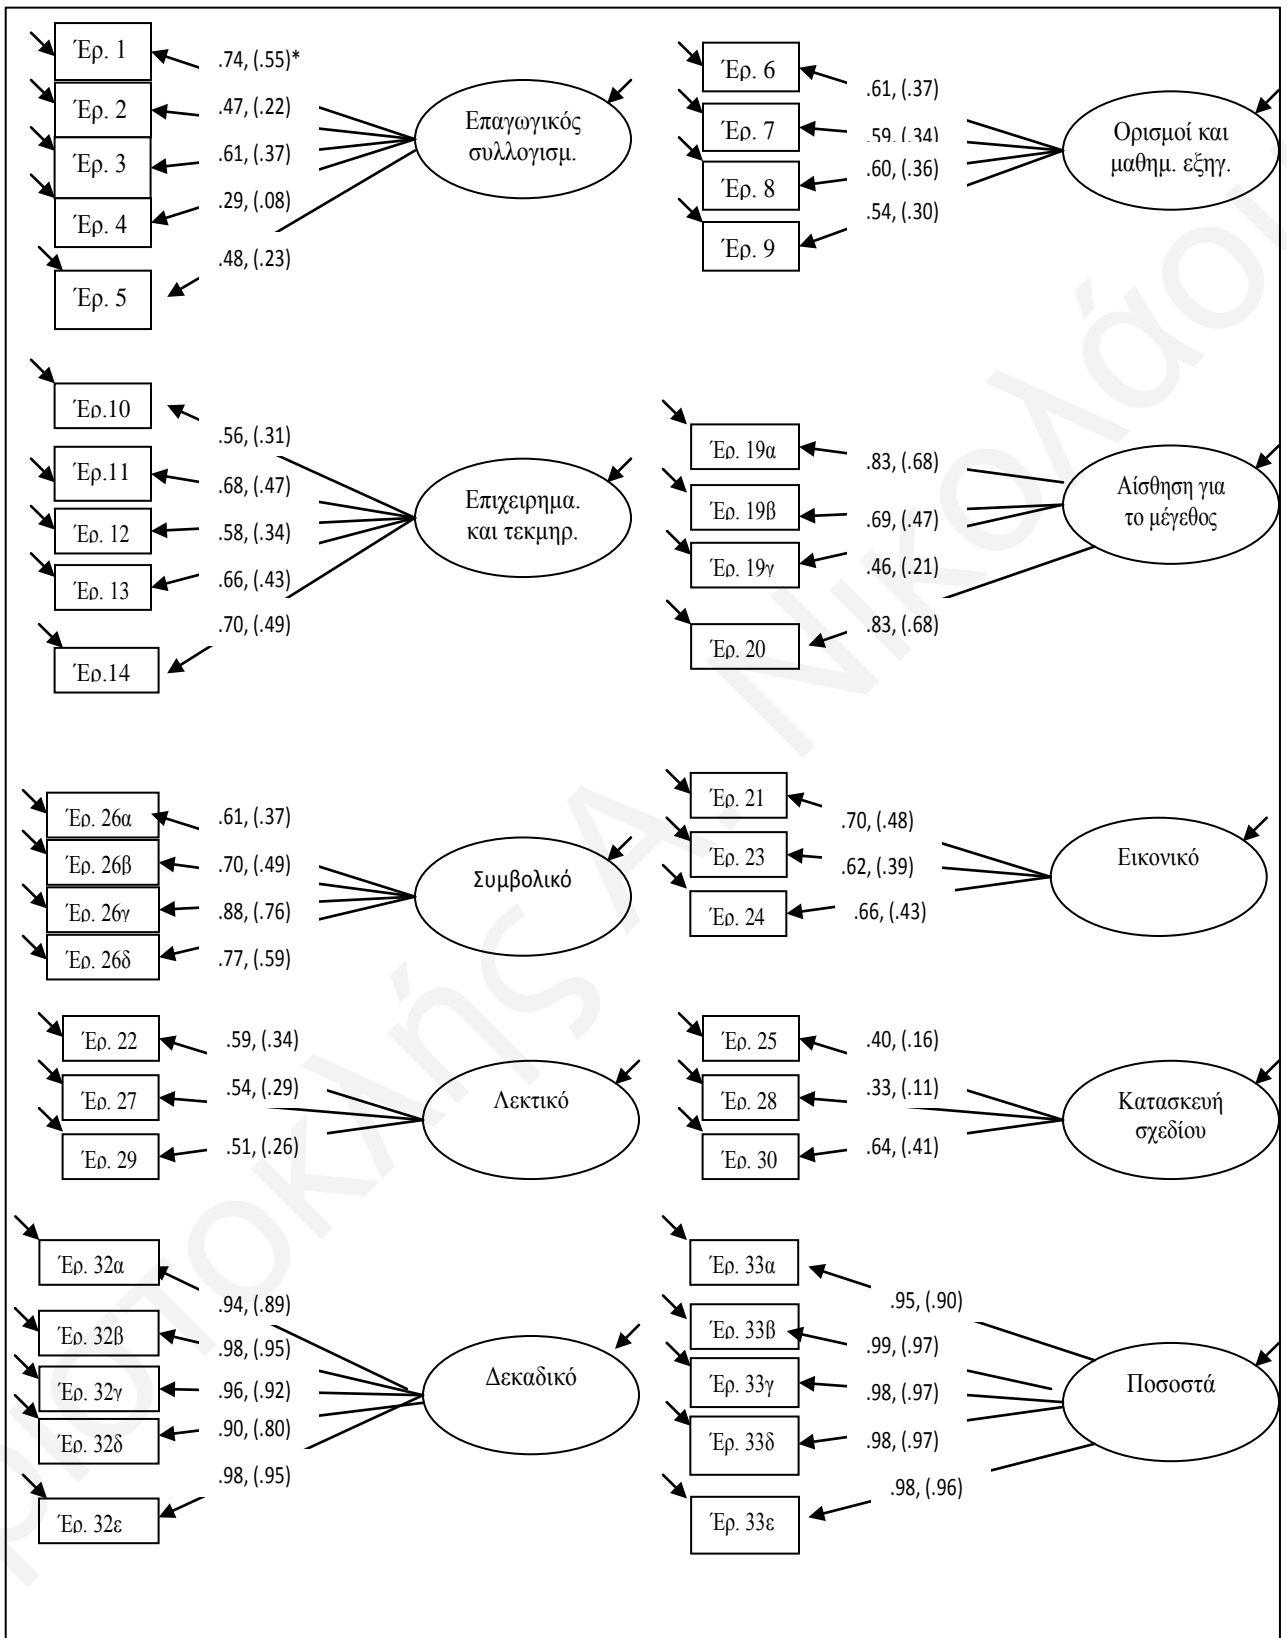 Έρ. 1
.74, (.55)*
Έρ. 2
.47, (.22)
Έρ. 3
.61, (.37)
Έρ. 4
.29, (.08)
Έρ. 5
.48, (.23)
Επαγωγικός
συλλογισμ.
Έρ. 6
.61, (.37)
Έρ. 7
.59, (.34)
Έρ. 8
.60, (.36)
Έρ. 9
.54, (.30)
Ορισμοί και
μαθημ. εξηγ.
Έρ.10
.56, (.31)
Έρ.11
.68, (.47)
Έρ. 12
.58, (.34)
Έρ. 13
.66, (.43)
Έρ.14
.70, (.49)
Επιχειρημα.
και τεκμηρ.
Έρ. 19α
.83, (.68)
Έρ. 19β
.69, (.47)
Έρ. 19γ
.46, (.21)
Έρ. 20
.83, (.68)
Αίσθηση για
το μέγεθος
Έρ. 26α
.61, (.37)
Έρ. 26β
.70, (.49)
Έρ. 26γ
.88, (.76)
Έρ. 26δ
.77, (.59)
Συμβολικό
Έρ. 21
.70, (.48)
Έρ. 23
.62, (.39)
Έρ. 24
.66, (.43)
Εικονικό
Έρ. 22
.59, (.34)
Έρ. 27
.54, (.29)
Έρ. 29
.51, (.26)
Λεκτικό
Έρ. 25
.40, (.16)
Έρ. 28
.33, (.11)
Έρ. 30
.64, (.41)
Κατασκευή
σχεδίου
Έρ. 32α
.94, (.89)
Έρ. 32β
.98, (.95)
Έρ. 32γ
.96, (.92)
Έρ. 32δ
.90, (.80)
Έρ. 32ε
.98, (.95)
Δεκαδικό
Έρ. 33α
.95, (.90)
Έρ. 33β
.99, (.97)
Έρ. 33γ
.98, (.97)
Έρ. 33δ
.98, (.97)
Έρ. 33ε
.98, (.96)
Ποσοστά